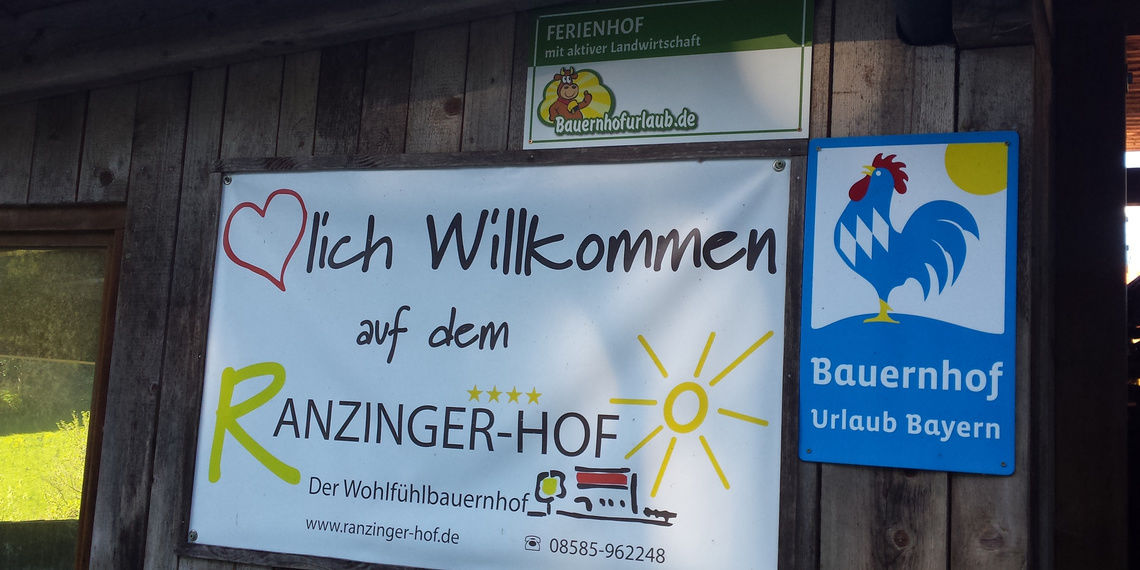 FERIENHOF
mit aktiver Landwirtschaft
Bauernhofurlaub.de
lich Willkommen
auf dem
RANZINGER-HOF
Der Wohlfühlbauernhof
www.ranzinger-hof.de
08585-962248
Bauernhof
Urlaub Bayern